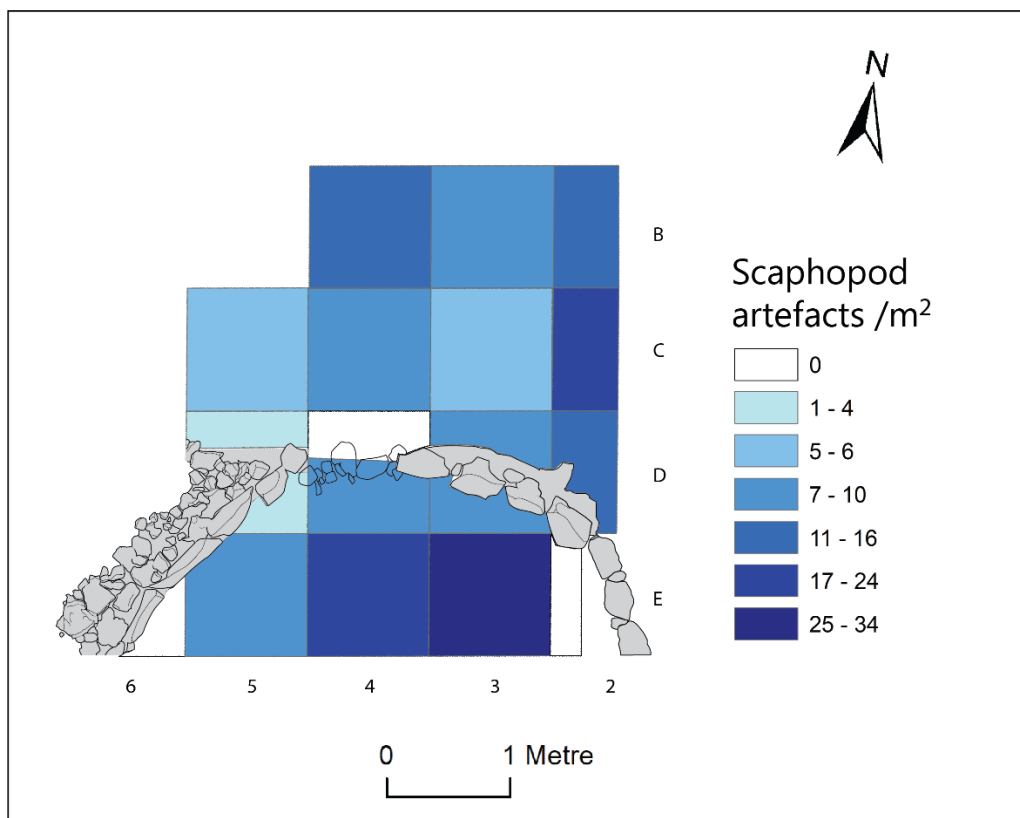 N
B
C
D
E
6 5 4 3 2
Scaphopod
artefacts /m²
0
1 - 4
5 - 6
7 - 10
11 - 16
17 - 24
25 - 34
0 1 Metre